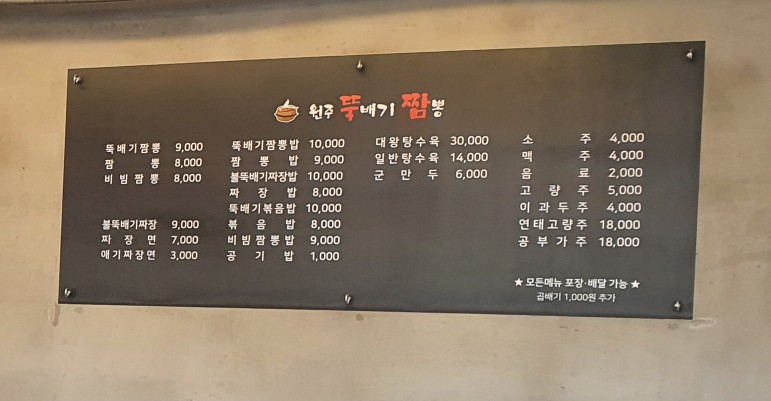 원주 뚝배기 짬뽕
뚝배기짬뽕 9,000
짬뽕 8,000
비빔짬뽕 8,000
불뚝배기짜장 9,000
짜장면 7,000
애기짜장면 3,000
뚝배기짬뽕밥 10,000
짬뽕밥 9,000
불뚝배기짜장밥 10,000
짜장밥 8,000
뚝배기볶음밥 10,000
볶음밥 8,000
비빔짬뽕밥 9,000
공기밥 1,000
대왕탕수육 30,000
일반탕수육 14,000
군만두 6,000
소주 4,000
맥주 4,000
음료 2,000
고량주 5,000
이과두주 4,000
연태고량주 18,000
공부가주 18,000
★ 모든메뉴 포장·배달 가능 ★
곱배기 1,000원 추가